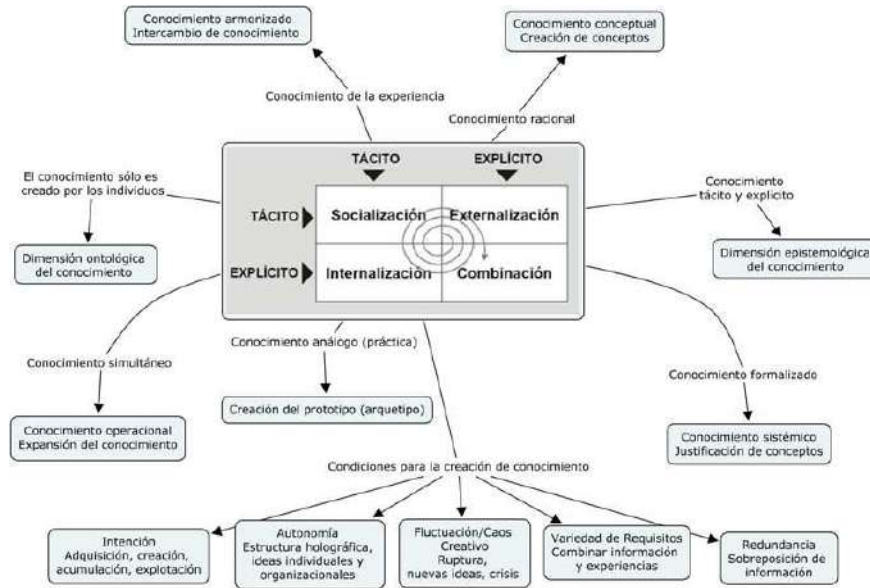 Conocimiento armonizado
Intercambio de conocimiento
Conocimiento conceptual
Creación de conceptos
Conocimiento de la experiencia
Conocimiento racional
TÁCITO
EXPLÍCITO
El conocimiento sólo es
creado por los individuos
Conocimiento
tácito y explicito
TÁCITO
Socialización
Externalización
Dimensión ontológica
del conocimiento
Dimensión epistemológica
del conocimiento
EXPLÍCITO
Internalización
Combinación
Conocimiento análogo (práctica)
Conocimiento simultáneo
Conocimiento formalizado
Creación del prototipo (arquetipo)
Conocimiento operacional
Expansión del conocimiento
Conocimiento sistémico
Justificación de conceptos
Condiciones para la creación de conocimiento
Intención
Adquisición, creación,
acumulación, explotación
Autonomía
Estructura holográfica,
ideas individuales y
organizacionales
Fluctuación/Caos
Creativo
Ruptura,
nuevas ideas, crisis
Variedad de Requisitos
Combinar información
y experiencias
Redundancia
Sobreposición de
información